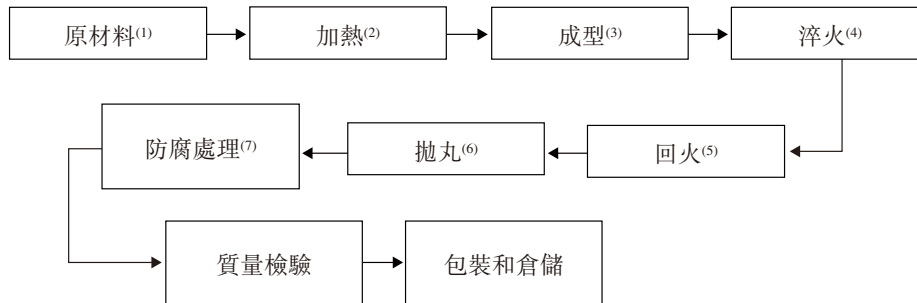 原材料(1)
加熱(2)
成型(3)
淬火(4)
回火(5)
拋丸(6)
防腐處理(7)
質量檢驗
包裝和倉儲